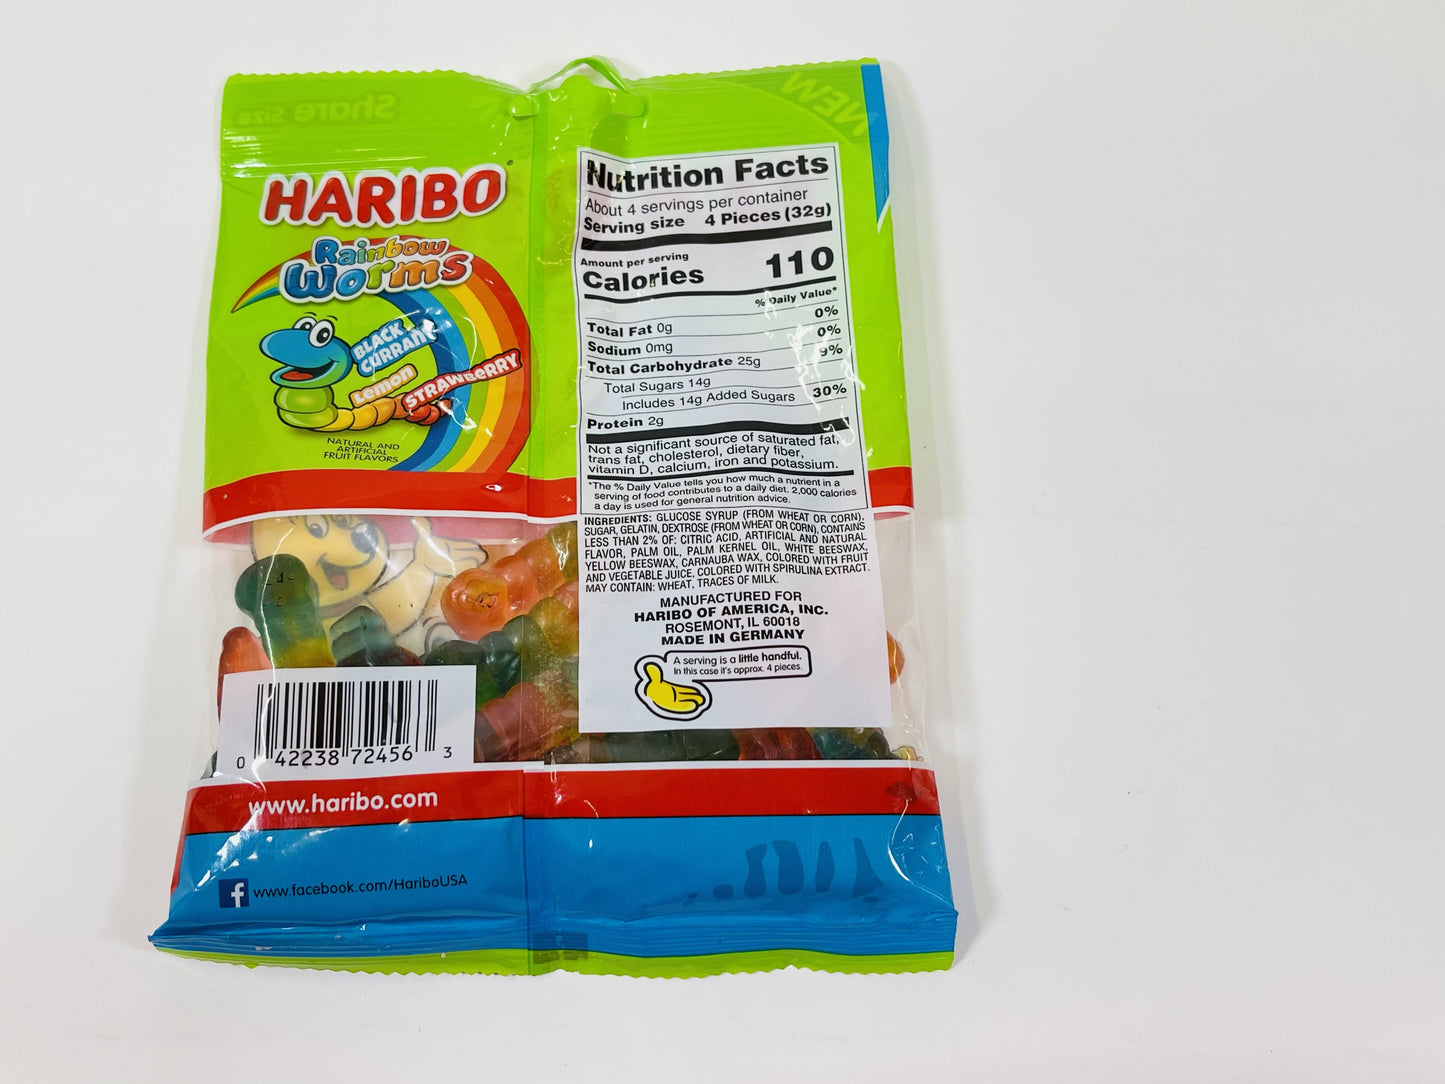 Share Size
NEW
HARIBO
Rainbow
Worms
BLACK
CURRANT
Lemon
STRAWBERRY
NATURAL AND
ARTIFICIAL
FRUIT FLAVORS
0 42238 72456 3
www.haribo.com
f www.facebook.com/HariboUSA
Nutrition Facts
About 4 servings per container
Serving size 4 Pieces (32g)
Amount per serving
Calories 110
% Daily Value*
Total Fat 0g 0%
Sodium 0mg 0%
Total Carbohydrate 25g 9%
Total Sugars 14g
Includes 14g Added Sugars 30%
Protein 2g
Not a significant source of saturated fat,
trans fat, cholesterol, dietary fiber,
vitamin D, calcium, iron and potassium.
*The % Daily Value tells you how much a nutrient in a
serving of food contributes to a daily diet. 2,000 calories
a day is used for general nutrition advice.
INGREDIENTS: GLUCOSE SYRUP (FROM WHEAT OR CORN),
SUGAR, GELATIN, DEXTROSE (FROM WHEAT OR CORN), CONTAINS
LESS THAN 2% OF: CITRIC ACID, ARTIFICIAL AND NATURAL
FLAVOR, PALM OIL, PALM KERNEL OIL, WHITE BEESWAX,
YELLOW BEESWAX, CARNAUBA WAX, COLORED WITH FRUIT
AND VEGETABLE JUICE, COLORED WITH SPIRULINA EXTRACT.
MAY CONTAIN: WHEAT, TRACES OF MILK.
MANUFACTURED FOR
HARIBO OF AMERICA, INC.
ROSEMONT, IL 60018
MADE IN GERMANY
A serving is a little handful.
In this case it's approx. 4 pieces.